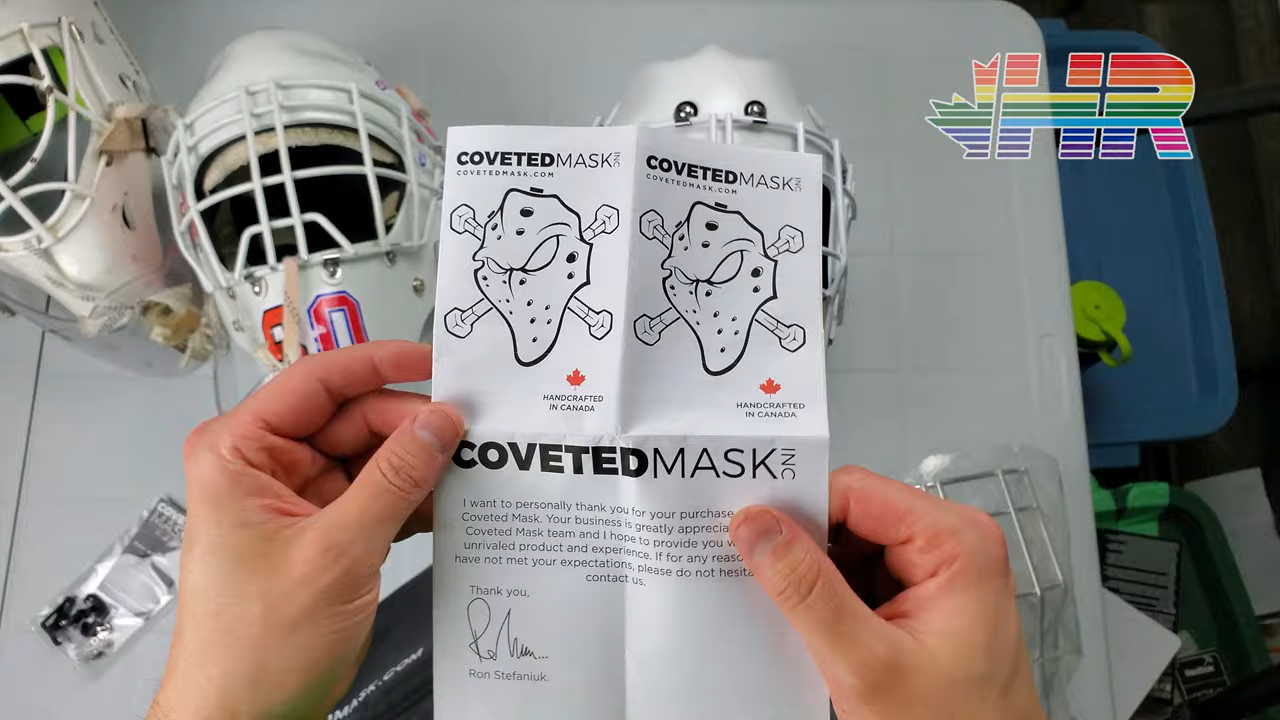 HR
COVETEDMASK INC
COVETEDMASK.COM
HANDCRAFTED
IN CANADA
COVETEDMASK INC
COVETEDMASK.COM
HANDCRAFTED
IN CANADA
COVETEDMASK INC
I want to personally thank you for your purchase
Coveted Mask. Your business is greatly
Coveted Mask team and I hope to provide you
unrivaled product and experience. If for any
have not met your expectations, please do not
contact us.
Thank you,
Ron Stefaniuk.
MASK.COM